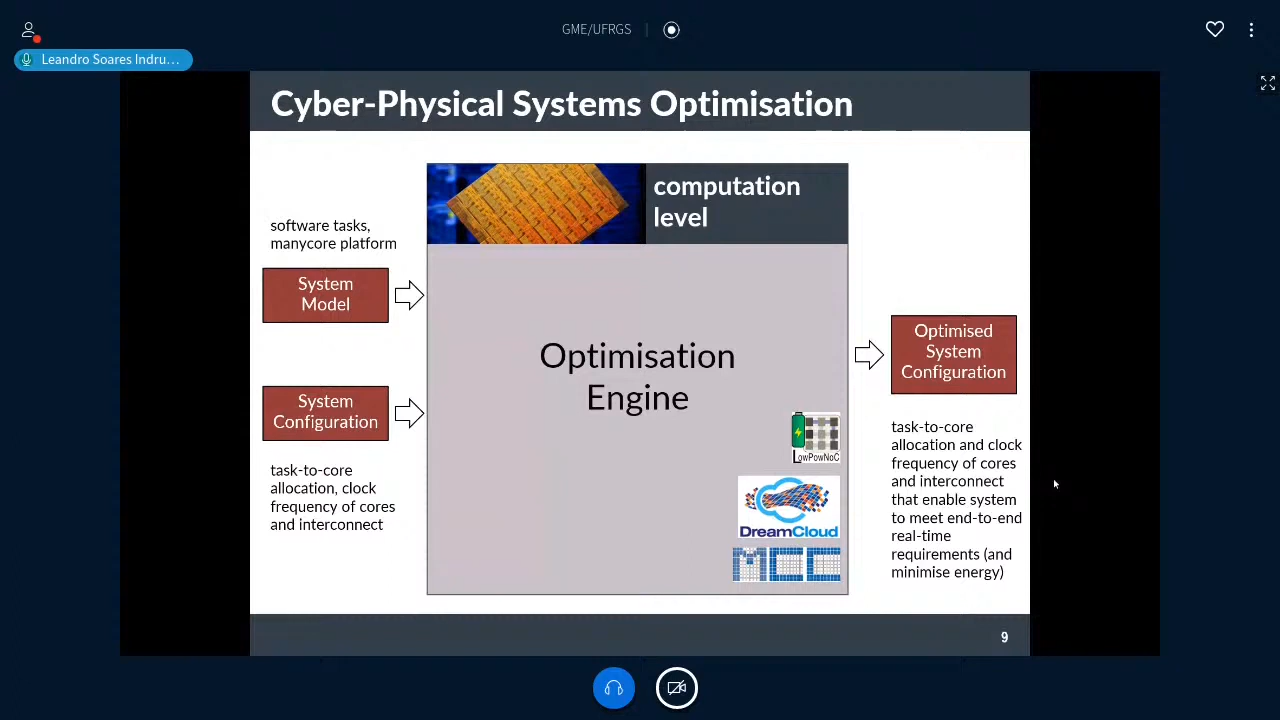 GME/UFRGS
Leandro Soares Indru...
Cyber-Physical Systems Optimisation
computation
level
software tasks,
manycore platform
System
Model
System
Configuration
task-to-core
allocation, clock
frequency of cores
and interconnect
Optimisation
Engine
LowPowNoC
DreamCloud
MCC
Optimised
System
Configuration
task-to-core
allocation and clock
frequency of cores
and interconnect
that enable system
to meet end-to-end
real-time
requirements (and
minimise energy)
9